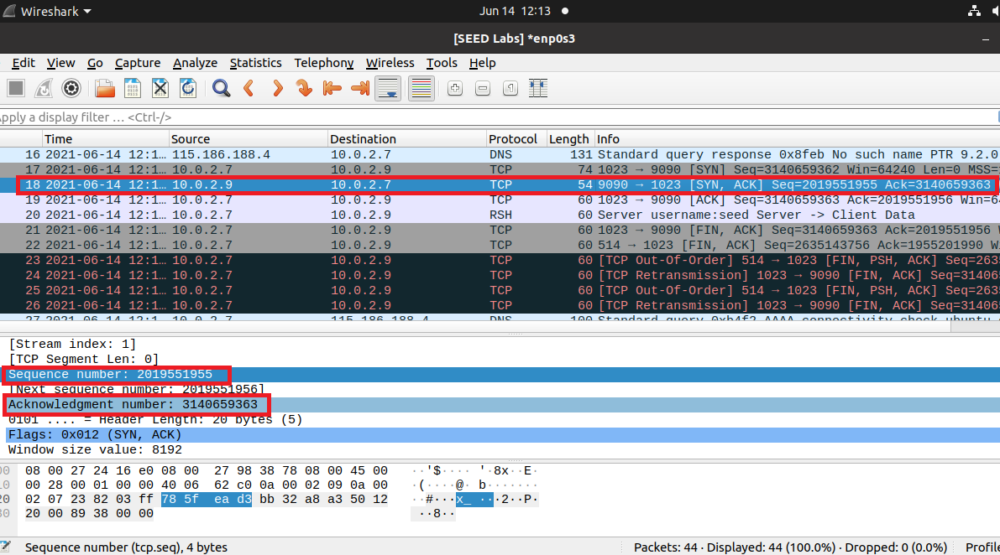 Wireshark Jun 14 12:13
[SEED Labs] *enp0s3
Edit View Go Capture Analyze Statistics Telephony Wireless Tools Help
pply a display filter … <Ctrl-/>
Time Source Destination Protocol Length Info
16 2021-06-14 12:1… 115.186.188.4 10.0.2.7 DNS 131 Standard query response 0x8feb No such name PTR 9.2.0
17 2021-06-14 12:1… 10.0.2.7 10.0.2.9 TCP 74 1023 → 9090 [SYN] Seq=3140659362 Win=64240 Len=0 MSS=
18 2021-06-14 12:1… 10.0.2.9 10.0.2.7 TCP 54 9090 → 1023 [SYN, ACK] Seq=2019551955 Ack=3140659363
19 2021-06-14 12:1… 10.0.2.7 10.0.2.9 TCP 60 1023 → 9090 [ACK] Seq=3140659363 Ack=2019551956 Win=6
20 2021-06-14 12:1… 10.0.2.7 10.0.2.9 RSH 60 Server username:seed Server -> Client Data
21 2021-06-14 12:1… 10.0.2.7 10.0.2.9 TCP 60 1023 → 9090 [FIN, ACK] Seq=3140659363 Ack=2019551956 W
22 2021-06-14 12:1… 10.0.2.7 10.0.2.9 TCP 60 514 → 1023 [FIN, ACK] Seq=2635143756 Ack=1955201990 W
23 2021-06-14 12:1… 10.0.2.7 10.0.2.9 TCP 60 [TCP Out-Of-Order] 514 → 1023 [FIN, PSH, ACK] Seq=263
24 2021-06-14 12:1… 10.0.2.7 10.0.2.9 TCP 60 [TCP Retransmission] 1023 → 9090 [FIN, ACK] Seq=31406
25 2021-06-14 12:1… 10.0.2.7 10.0.2.9 TCP 60 [TCP Out-Of-Order] 514 → 1023 [FIN, PSH, ACK] Seq=263
26 2021-06-14 12:1… 10.0.2.7 10.0.2.9 TCP 60 [TCP Retransmission] 1023 → 9090 [FIN, ACK] Seq=31406
27 2021-06-14 12:1… 10.0.2.7 115.186.188.4 DNS 100 Standard query 0xb4f2 AAAA connectivity-check.ubuntu
[Stream index: 1]
[TCP Segment Len: 0]
Sequence number: 2019551955
[Next sequence number: 2019551956]
Acknowledgment number: 3140659363
0101 .... = Header Length: 20 bytes (5)
Flags: 0x012 (SYN, ACK)
Window size value: 8192
00 08 00 27 24 16 e0 08 00 27 98 38 78 08 00 45 00 ··'$···· '·8x··E·
10 00 28 00 01 00 00 40 06 62 c0 0a 00 02 09 0a 00 ·(····@· b·······
20 02 07 23 82 03 ff 78 5f ea d3 bb 32 a8 a3 50 12 ··#···x_ ···2··P·
30 20 00 89 38 00 00 ··8··
Sequence number (tcp.seq), 4 bytes Packets: 44 · Displayed: 44 (100.0%) · Dropped: 0 (0.0%) Profile